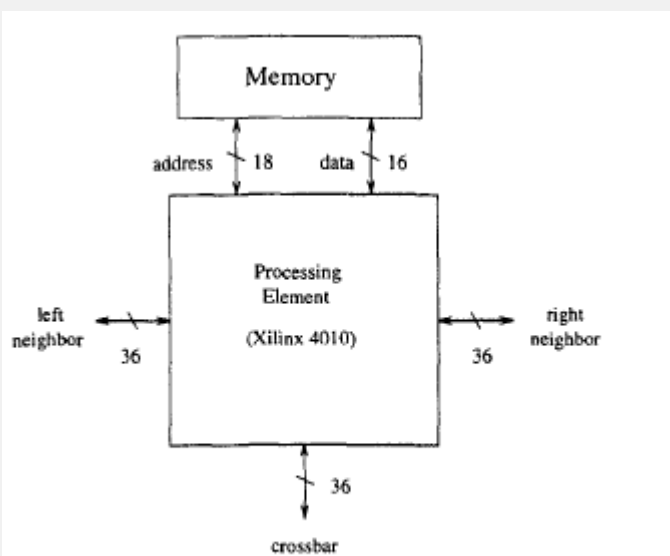 Memory
address 18 data 16
Processing
Element
(Xilinx 4010)
left
neighbor
36
right
neighbor
36
36
crossbar